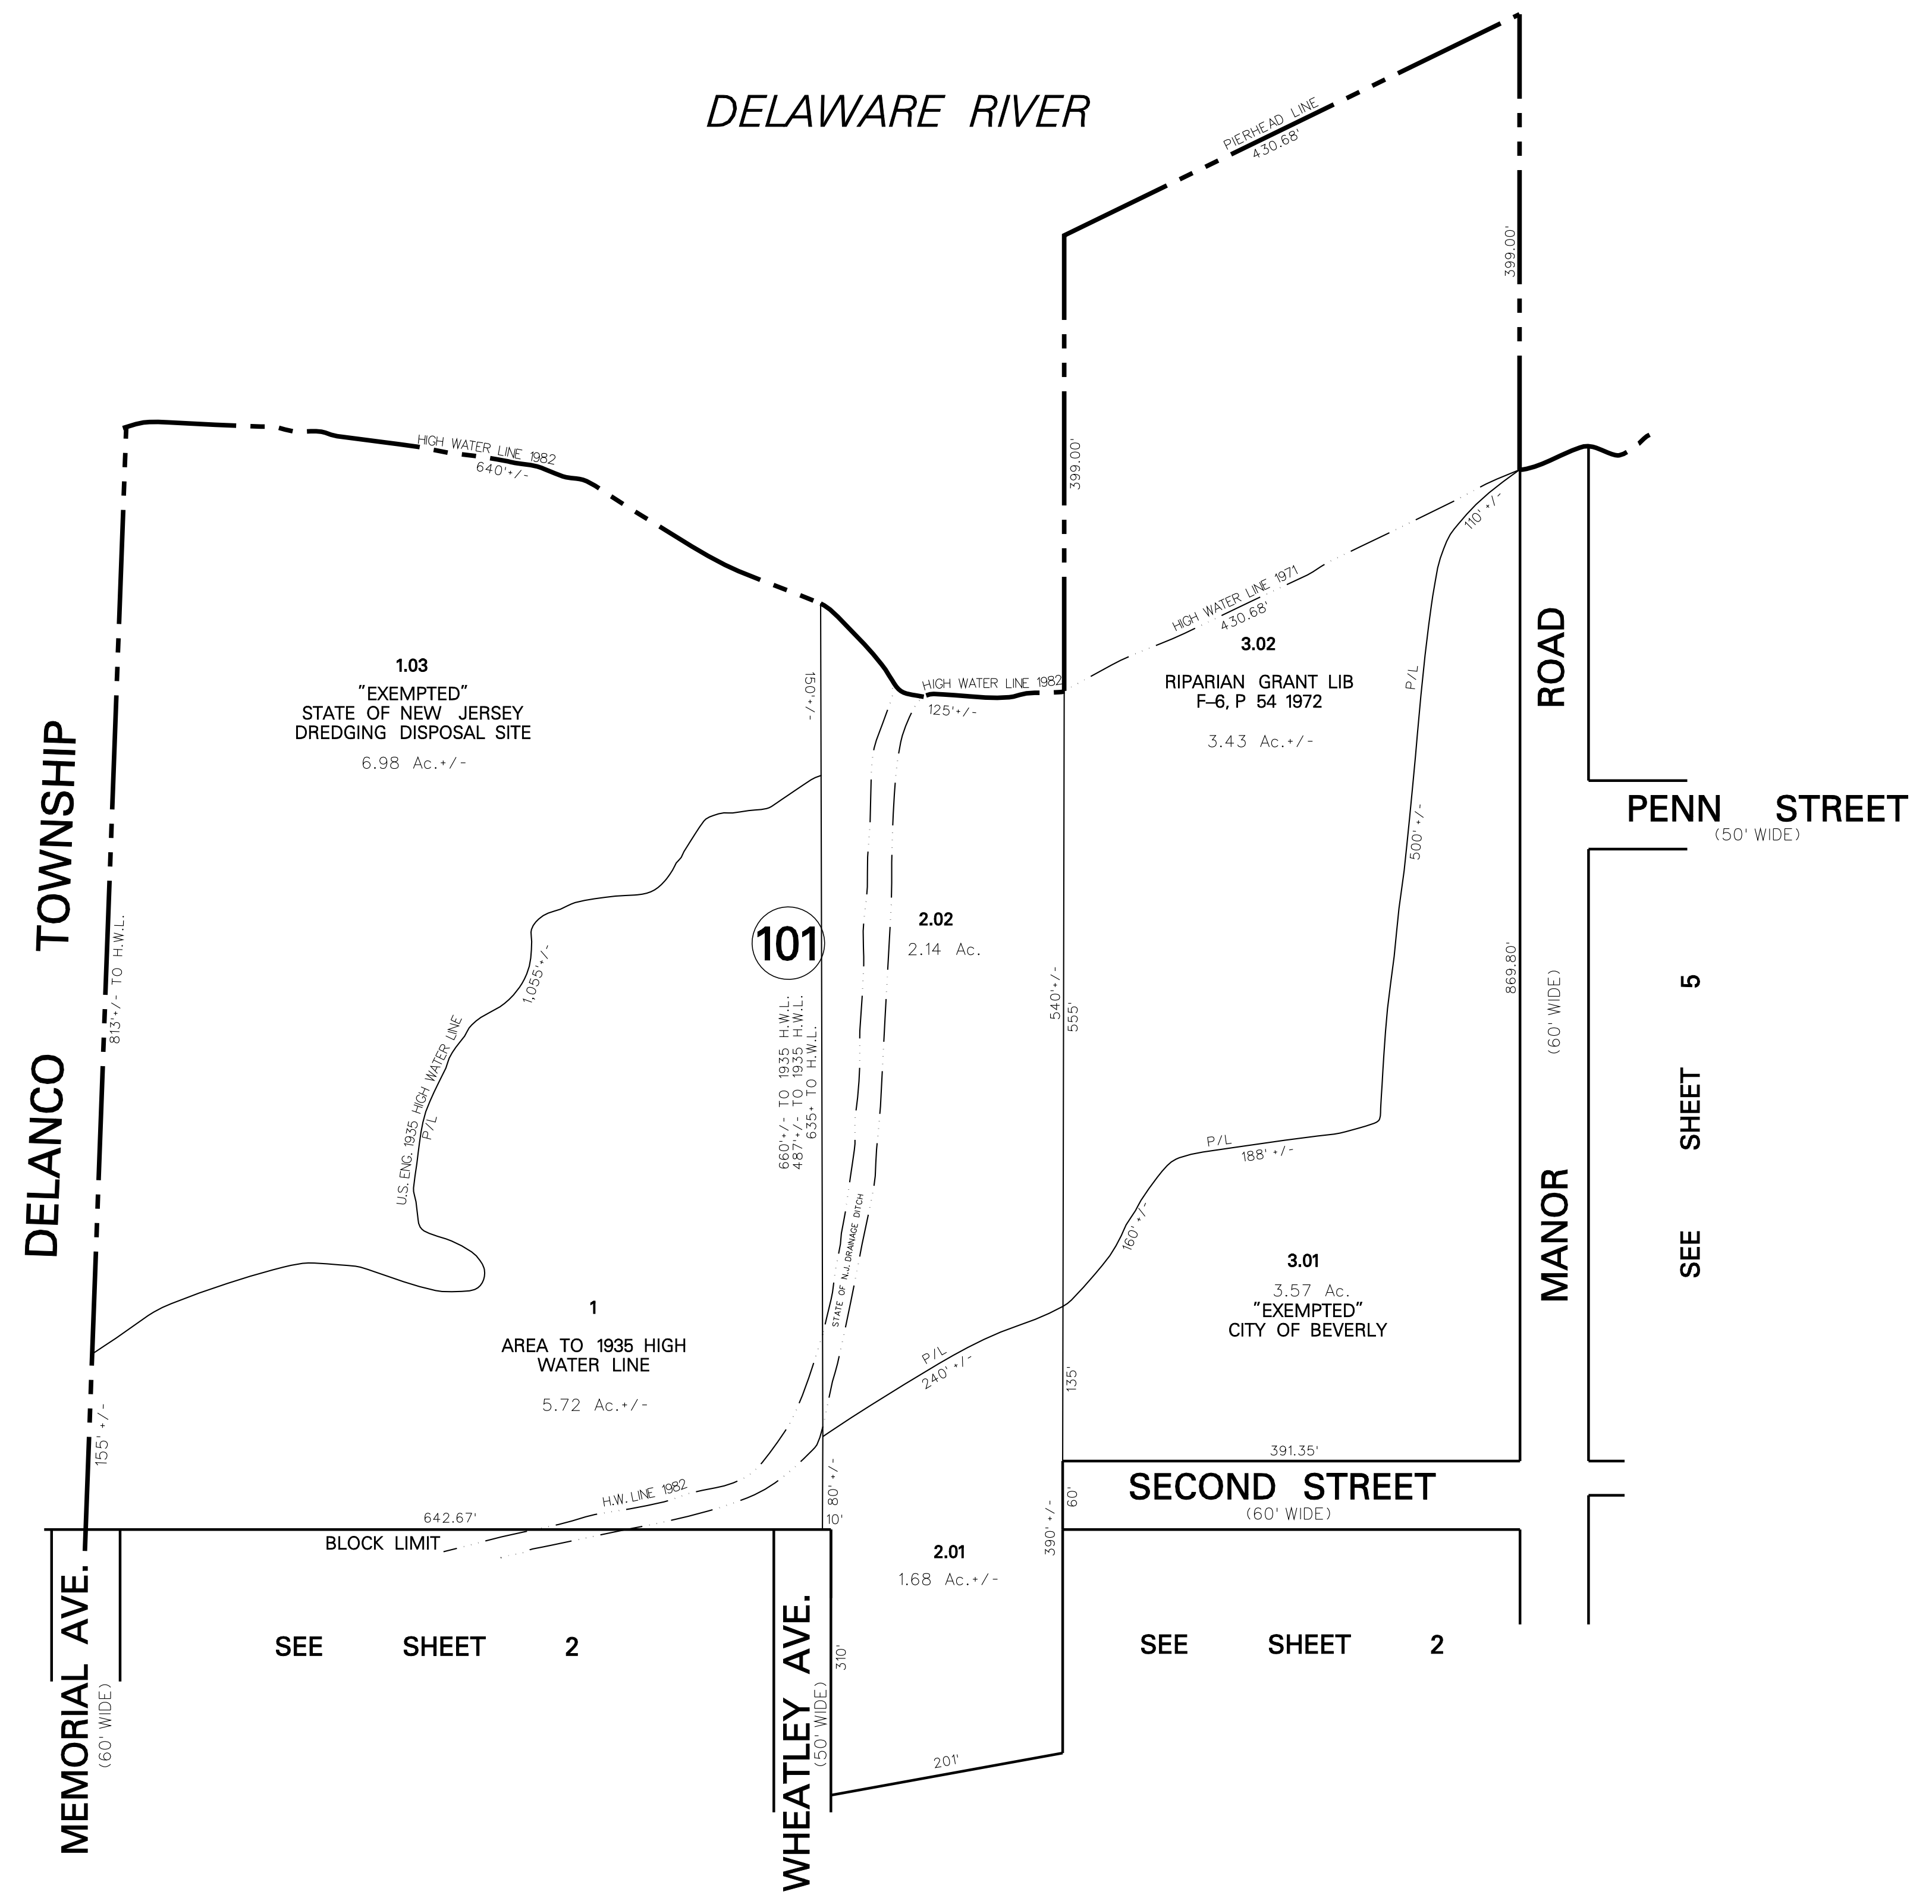 DELAWARE RIVER
PIERHEAD LINE
430.68'
399.00'
399.00'
HIGH WATER LINE 1982
640'+/-
110' +/-
HIGH WATER LINE 1971
430.68'
3.02
RIPARIAN GRANT LIB
F-6, P 54 1972
3.43 Ac.+/-
1.03
"EXEMPTED"
STATE OF NEW JERSEY
DREDGING DISPOSAL SITE
6.98 Ac.+/-
150'+/-
HIGH WATER LINE 1982
125'+/-
P/L
500' +/-
PENN STREET
(50' WIDE)
DELANCO TOWNSHIP
813'+/- TO H.W.L.
101
2.02
2.14 Ac.
1,055'+/-
U.S. ENG. 1935 HIGH WATER LINE
P/L
660'+/- TO 1935 H.W.L.
487'+/- TO 1935 H.W.L.
635+ TO H.W.L.
540'+/-
555'
869.80'
MANOR ROAD
(60' WIDE)
SEE SHEET 5
P/L
188' +/-
160' +/-
STATE OF N.J. DRAINAGE DITCH
3.01
3.57 Ac.
"EXEMPTED"
CITY OF BEVERLY
1
AREA TO 1935 HIGH
WATER LINE
5.72 Ac.+/-
P/L
240' +/-
135'
155' +/-
391.35'
SECOND STREET
(60' WIDE)
60'
390' +/-
80' +/-
10'
H.W. LINE 1982
642.67'
BLOCK LIMIT
2.01
1.68 Ac.+/-
SEE SHEET 2
SEE SHEET 2
MEMORIAL AVE.
(60' WIDE)
WHEATLEY AVE.
(50' WIDE)
310'
201'